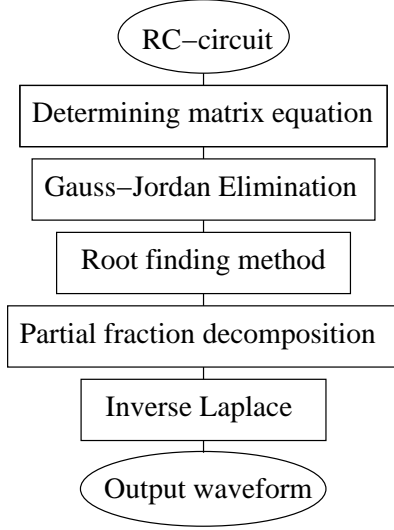 RC−circuit
Determining matrix equation
Gauss−Jordan Elimination
Root finding method
Partial fraction decomposition
Inverse Laplace
Output waveform